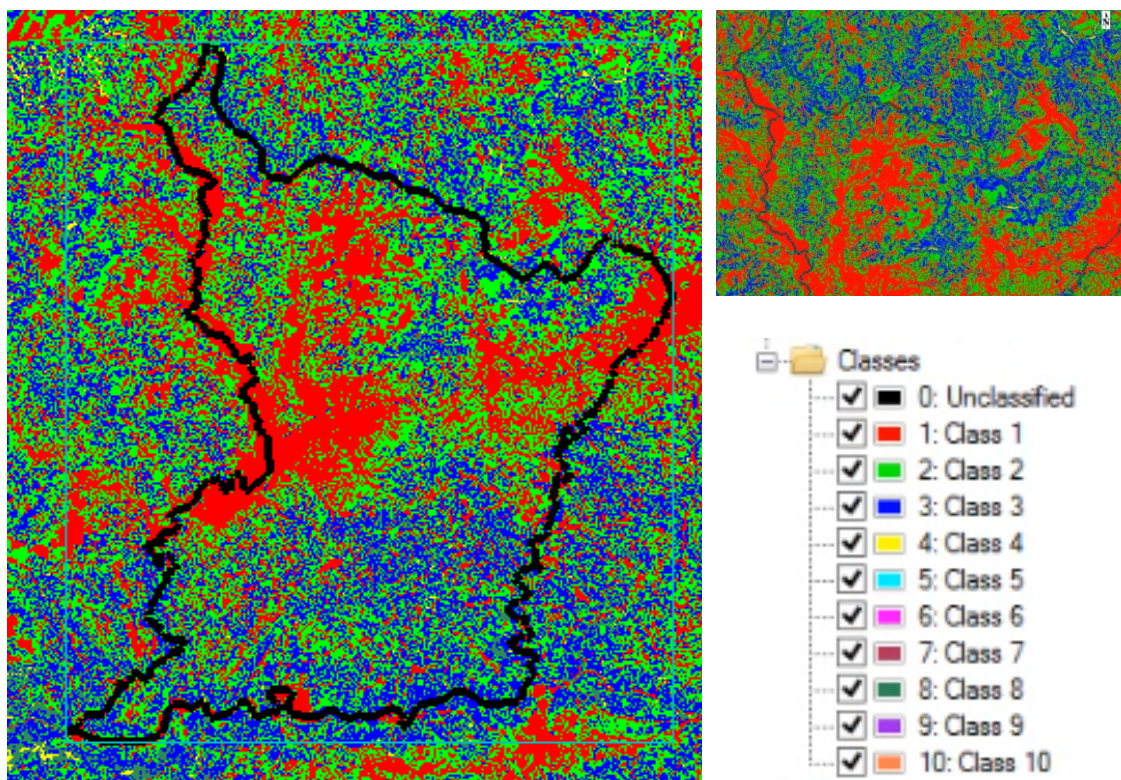 Classes
0: Unclassified
1: Class 1
2: Class 2
3: Class 3
4: Class 4
5: Class 5
6: Class 6
7: Class 7
8: Class 8
9: Class 9
10: Class 10